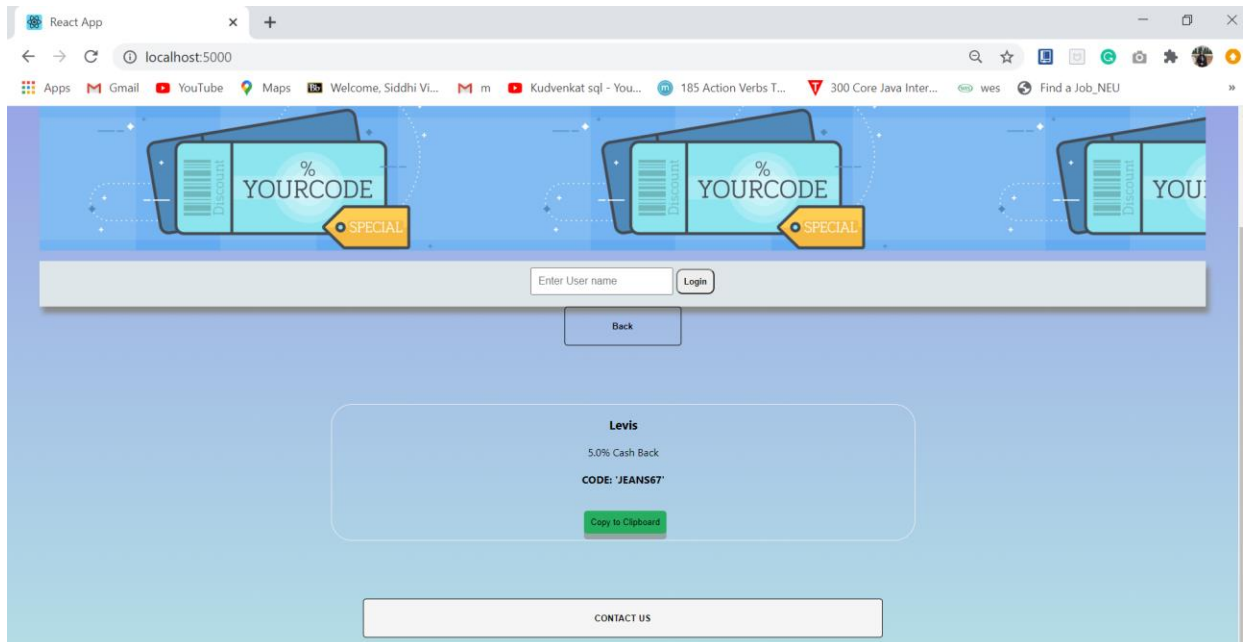 React App
localhost:5000
Apps Gmail YouTube Maps Welcome, Siddhi Vi... m Kudvenkat sql - You... 185 Action Verbs T... 300 Core Java Inter... wes Find a Job_NEU »
Discount % YOURCODE SPECIAL
Discount % YOURCODE SPECIAL
Discount YOU
Enter User name Login
Back
Levis
5.0% Cash Back
CODE: 'JEANS67'
Copy to Clipboard
CONTACT US